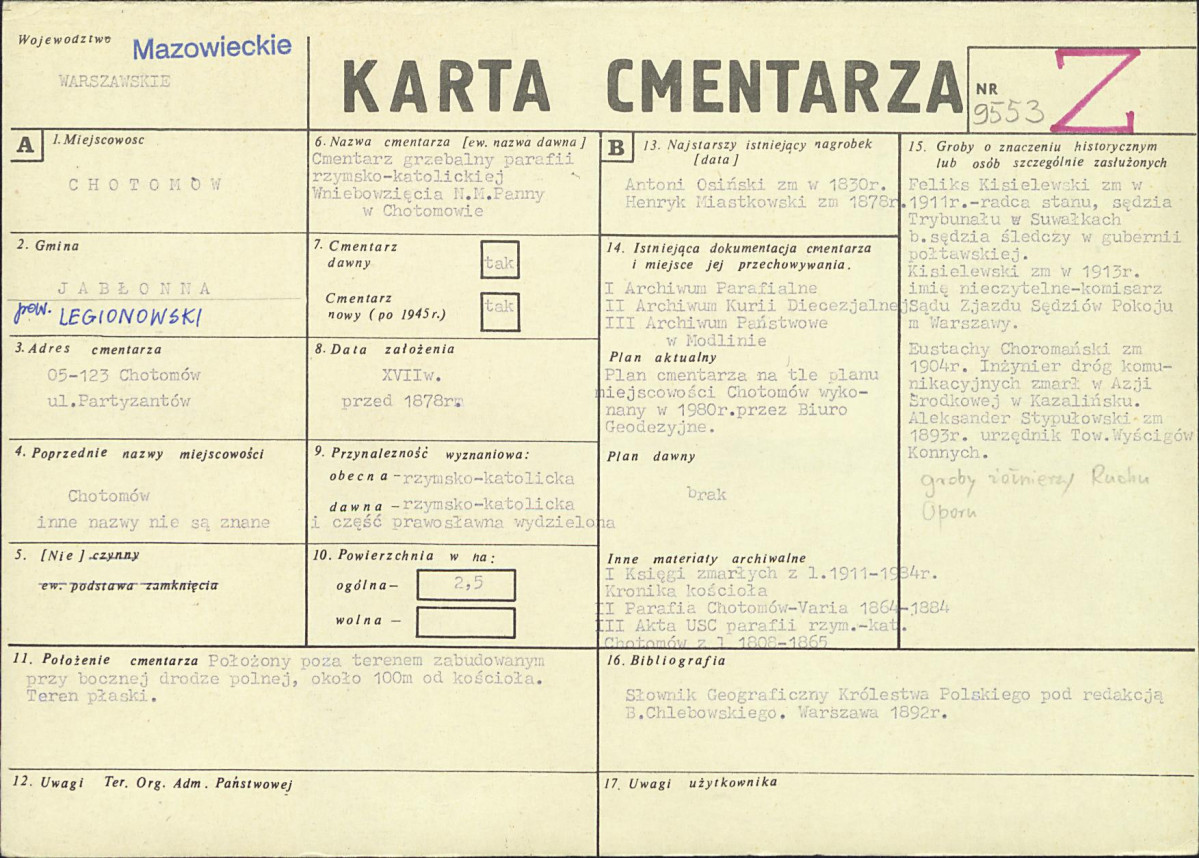 Województwo Mazowieckie
WARSZAWSKIE
KARTA CMENTARZA
NR
9553
Z
A
1. Miejscowosc
CHOTOMÓW
2. Gmina
JABŁONNA
pow. LEGIONOWSKI
3. Adres cmentarza
05-123 Chotomów
ul.Partyzantów
4. Poprzednie nazwy miejscowości
Chotomów
inne nazwy nie są znane
5. [Nie] czynny
ew. podstawa zamknięcia
6. Nazwa cmentarza [ew. nazwa dawna]
Cmentarz grzebalny parafii
rzymsko-katolickiej
Wniebowzięcia N.M.Panny
w Chotomowie
7. Cmentarz
dawny
tak
Cmentarz
nowy (po 1945 r.)
tak
8. Data założenia
XVIIw.
przed 1878r.
9. Przynalezność wyznaniowa:
obecna - rzymsko-katolicka
dawna - rzymsko-katolicka
i część prawosławna wydzielona
10. Powierzchnia w ha:
ogólna - 2,5
wolna -
B
13. Najstarszy istniejący nagrobek
[data]
Antoni Osiński zm w 1830r.
Henryk Miastkowski zm 1878r.
14. Istniejąca dokumentacja cmentarza
i miejsce jej przechowywania.
I Archiwum Parafialne
II Archiwum Kurii Diecezjalnej
III Archiwum Państwowe
w Modlinie
Plan aktualny
Plan cmentarza na tle planu
miejscowości Chotomów wyko-
nany w 1980r.przez Biuro
Geodezyjne.
Plan dawny
brak
Inne materiały archiwalne
I Księgi zmarłych z l.1911-1984r.
Kronika kościoła
II Parafia Chotomów-Varia 1864-1884
III Akta USC parafii rzym.-kat.
Chotomów z l 1808-1865
15. Groby o znaczeniu historycznym
lub osób szczególnie zasłużonych
Feliks Kisielewski zm w
1911r.-radca stanu, sędzia
Trybunału w Suwałkach
b.sędzia śledczy w gubernii
połtawskiej.
Kisielewski zm w 1913r.
imię nieczytelne-komisarz
Sądu Zjazdu Sędziów Pokoju
m Warszawy.
Eustachy Choromański zm
1904r. Inżynier dróg komu-
nikacyjnych zmarł w Azji
Środkowej w Kazalińsku.
Aleksander Stypułowski zm
1893r. urzędnik Tow.Wyścigów
Konnych.
groby żołnierzy Ruchu
Oporu
11. Położenie cmentarza Położony poza terenem zabudowanym
przy bocznej drodze polnej, około 100m od kościoła.
Teren płaski.
16. Bibliografia
Słownik Geograficzny Królestwa Polskiego pod redakcją
B.Chlebowskiego. Warszawa 1892r.
12. Uwagi Ter. Org. Adm. Państwowej
17. Uwagi użytkownika